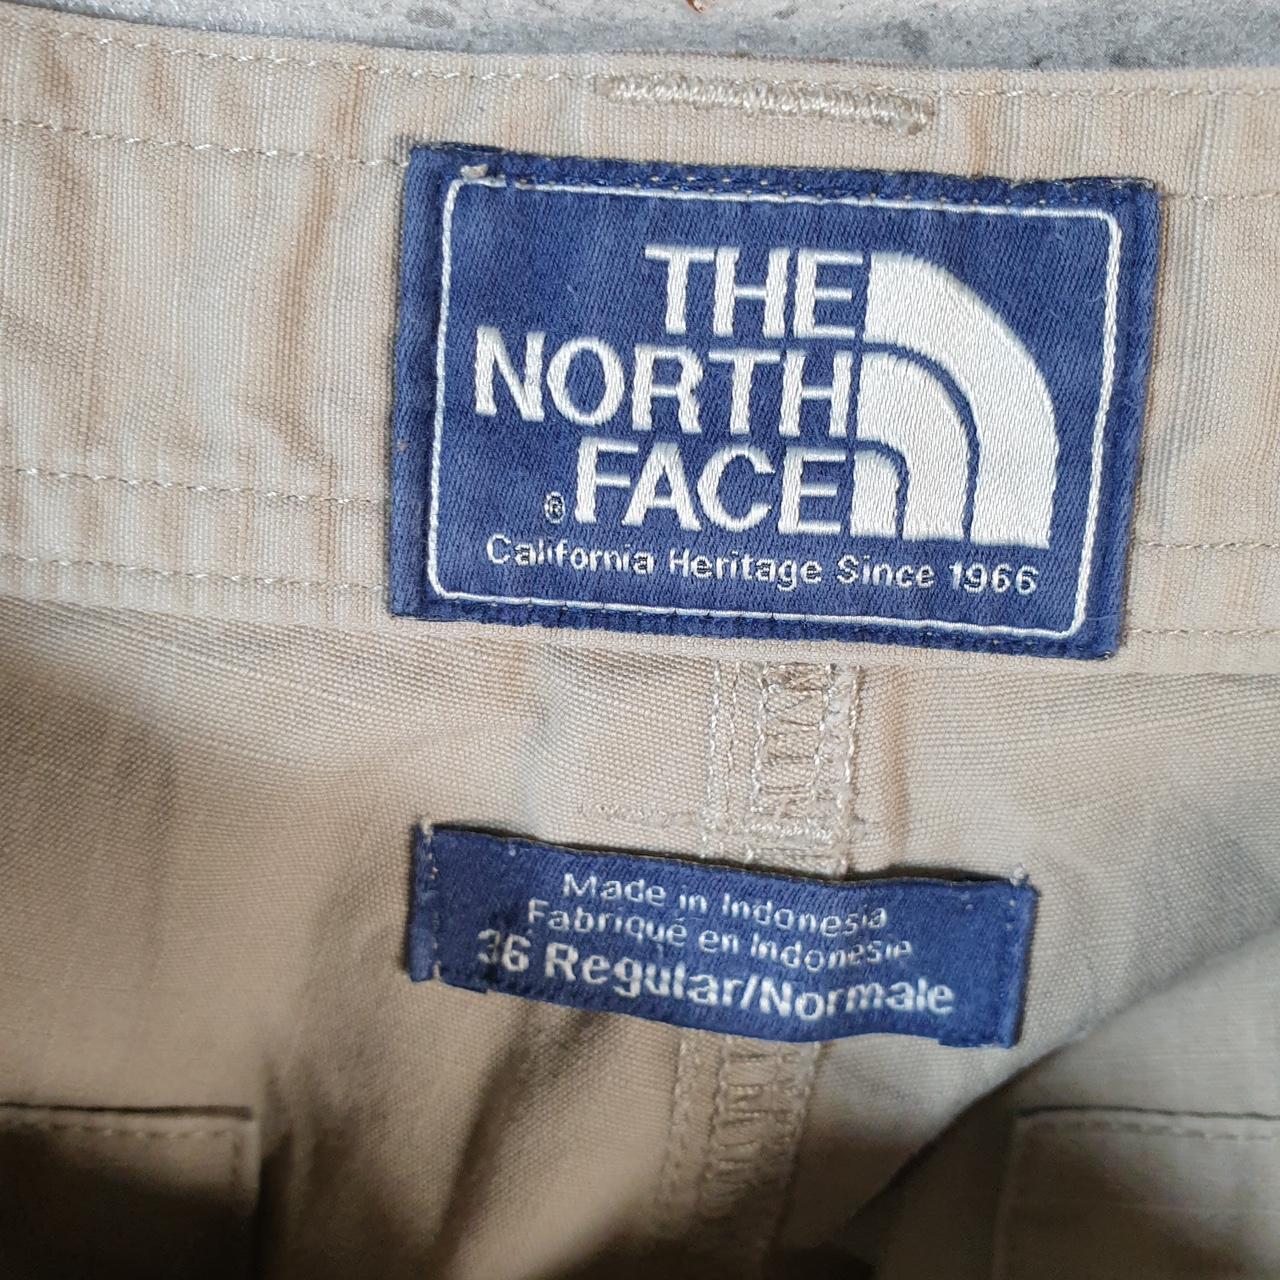 THE
NORTH
FACE
®
California Heritage Since 1966
Made in Indonesia
Fabriqué en Indonesie
36 Regular/Normale